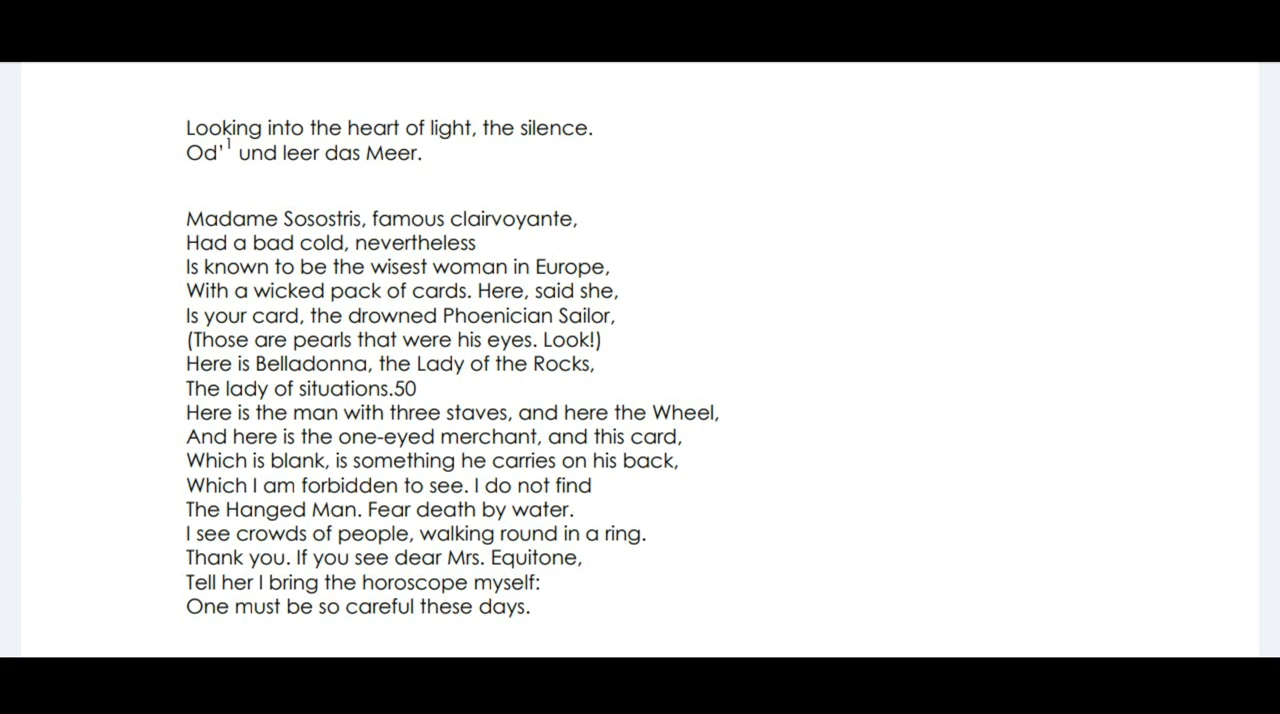 Looking into the heart of light, the silence.
Od'1 und leer das Meer.
Madame Sosostris, famous clairvoyante,
Had a bad cold, nevertheless
Is known to be the wisest woman in Europe,
With a wicked pack of cards. Here, said she,
Is your card, the drowned Phoenician Sailor,
(Those are pearls that were his eyes. Look!)
Here is Belladonna, the Lady of the Rocks,
The lady of situations.50
Here is the man with three staves, and here the Wheel,
And here is the one-eyed merchant, and this card,
Which is blank, is something he carries on his back,
Which I am forbidden to see. I do not find
The Hanged Man. Fear death by water.
I see crowds of people, walking round in a ring.
Thank you. If you see dear Mrs. Equitone,
Tell her I bring the horoscope myself:
One must be so careful these days.